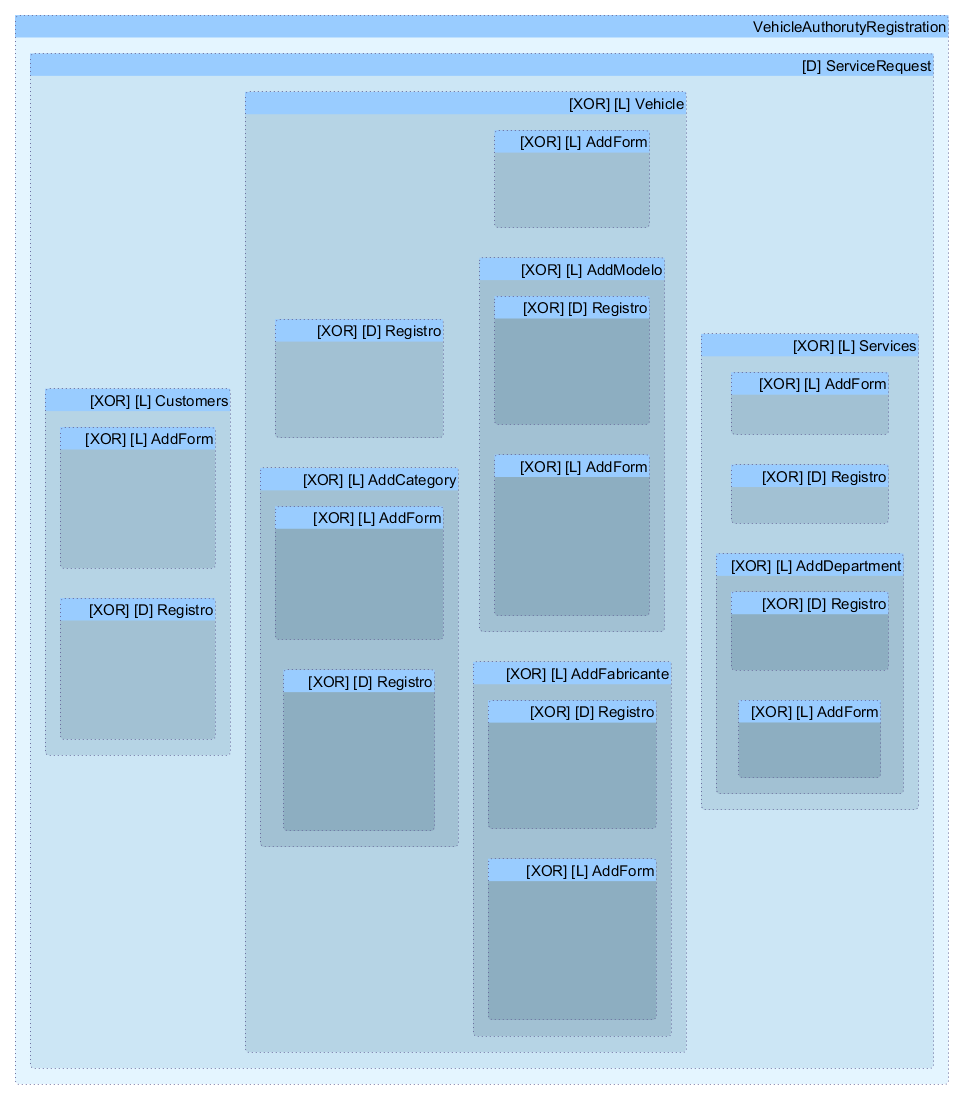 VehicleAuthorutyRegistration
[D] ServiceRequest
[XOR] [L] Customers
[XOR] [L] AddForm
[XOR] [D] Registro
[XOR] [L] Vehicle
[XOR] [D] Registro
[XOR] [L] AddCategory
[XOR] [L] AddForm
[XOR] [D] Registro
[XOR] [L] AddForm
[XOR] [L] AddModelo
[XOR] [D] Registro
[XOR] [L] AddForm
[XOR] [L] AddFabricante
[XOR] [D] Registro
[XOR] [L] AddForm
[XOR] [L] Services
[XOR] [L] AddForm
[XOR] [D] Registro
[XOR] [L] AddDepartment
[XOR] [D] Registro
[XOR] [L] AddForm